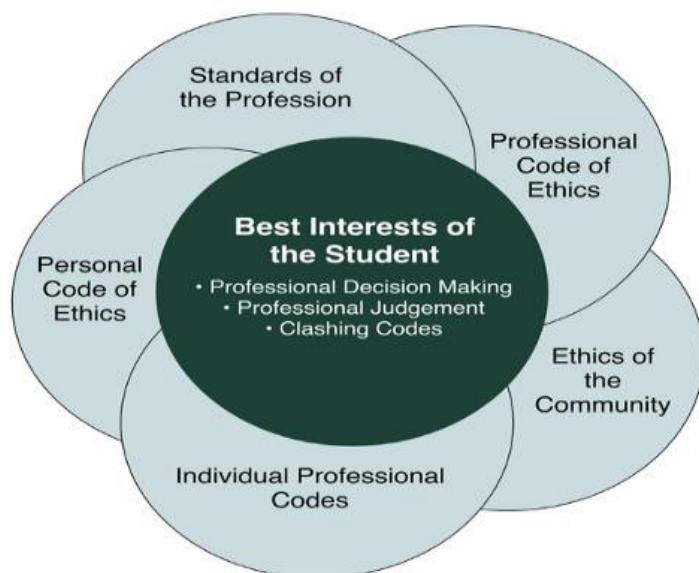 Standards of
the Profession
Professional
Code of
Ethics
Best Interests of
the Student
• Professional Decision Making
• Professional Judgement
• Clashing Codes
Personal
Code of
Ethics
Ethics of
the
Community
Individual Professional
Codes